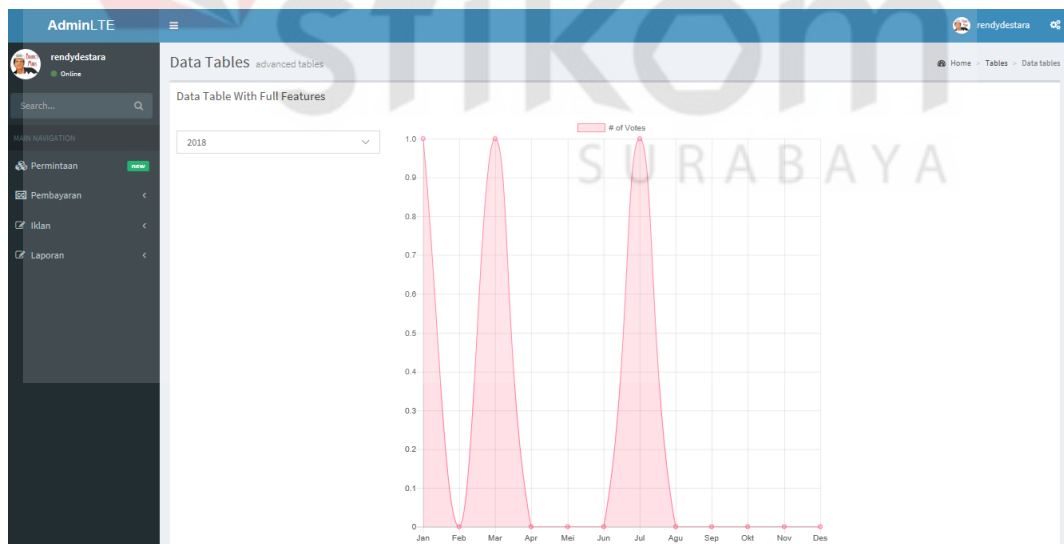 STIKOM
SURABAYA
AdminLTE
rendydestara
rendydestara
Online
Data Tables advanced tables
Home > Tables > Data tables
Search...
Data Table With Full Features
MAIN NAVIGATION
2018
# of Votes
Permintaan new
Pembayaran
Iklan
Laporan
1.0
0.9
0.8
0.7
0.6
0.5
0.4
0.3
0.2
0.1
0
Jan Feb Mar Apr Mei Jun Jul Agu Sep Okt Nov Des